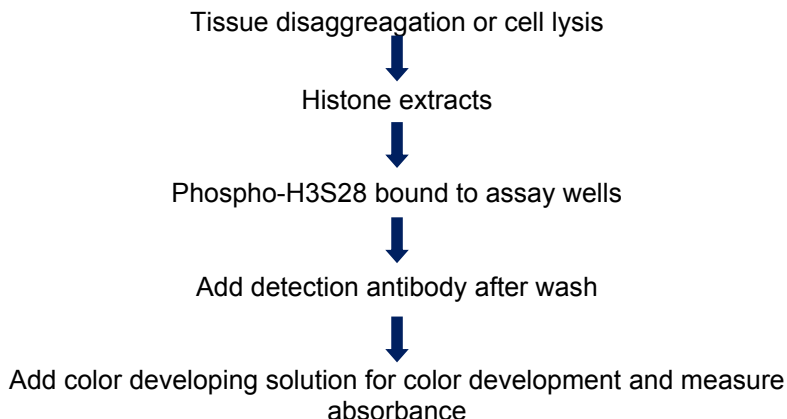 Tissue disaggreagation or cell lysis
Histone extracts
Phospho-H3S28 bound to assay wells
Add detection antibody after wash
Add color developing solution for color development and measure
absorbance